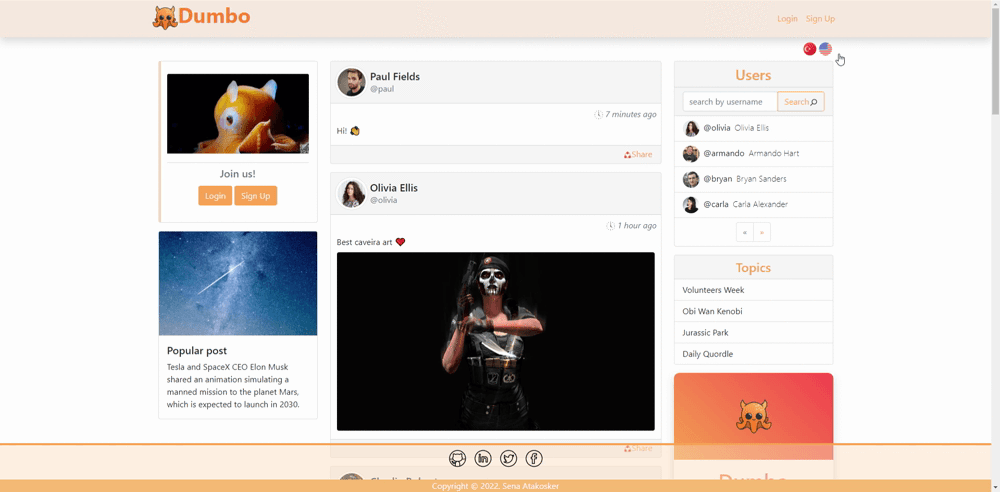 Dumbo
Login Sign Up
Join us!
Login Sign Up
Popular post
Tesla and SpaceX CEO Elon Musk
shared an animation simulating a
manned mission to the planet Mars,
which is expected to launch in 2030.
Paul Fields
@paul
7 minutes ago
Hi!
Share
Olivia Ellis
@olivia
1 hour ago
Best caveira art
Share
Users
search by username Search
@olivia Olivia Ellis
@armando Armando Hart
@bryan Bryan Sanders
@carla Carla Alexander
« »
Topics
Volunteers Week
Obi Wan Kenobi
Jurassic Park
Daily Quordle
Dumbo
Copyright © 2022, Sena Atakosker